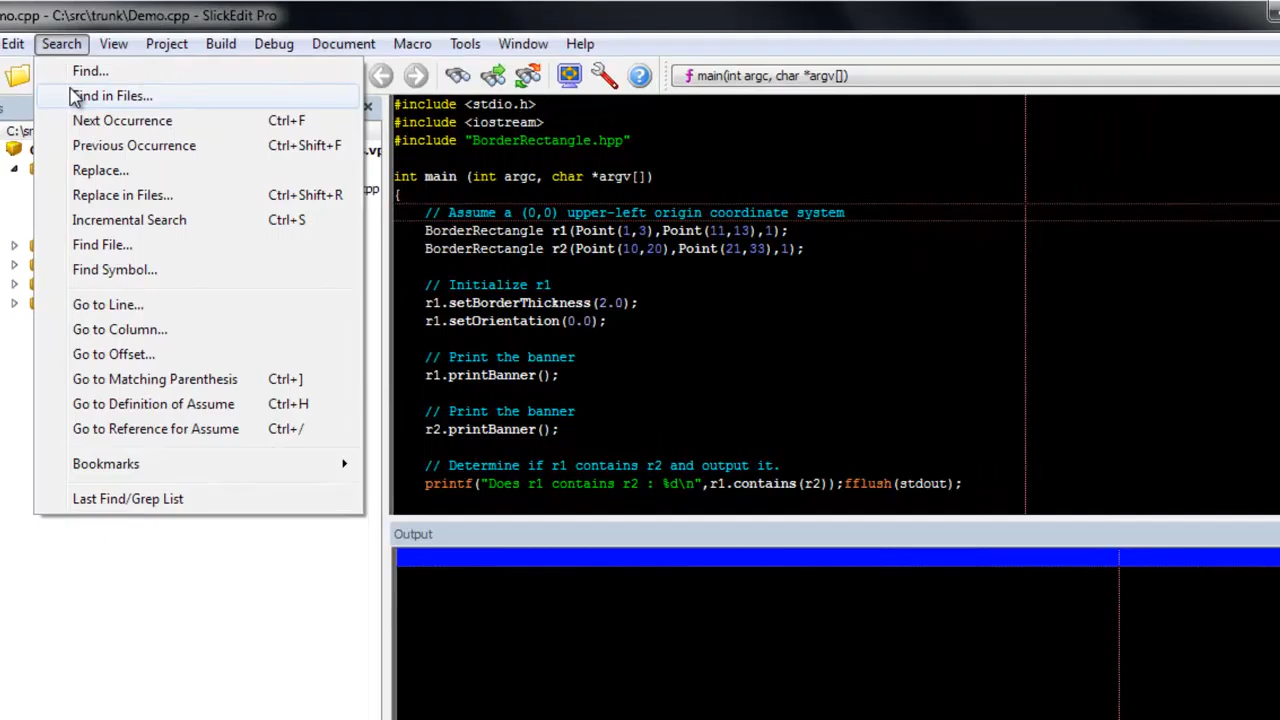 mo.cpp - C:\src\trunk\Demo.cpp - SlickEdit Pro
Edit Search View Project Build Debug Document Macro Tools Window Help
Find...
Find in Files...
Next Occurrence Ctrl+F
Previous Occurrence Ctrl+Shift+F
Replace...
Replace in Files... Ctrl+Shift+R
Incremental Search Ctrl+S
Find File...
Find Symbol...
Go to Line...
Go to Column...
Go to Offset...
Go to Matching Parenthesis Ctrl+]
Go to Definition of Assume Ctrl+H
Go to Reference for Assume Ctrl+/
Bookmarks
Last Find/Grep List
s
C:\sr
.vp
cpp
main(int argc, char *argv[])
#include <stdio.h>
#include <iostream>
#include "BorderRectangle.hpp"
int main (int argc, char *argv[])
{
// Assume a (0,0) upper-left origin coordinate system
BorderRectangle r1(Point(1,3),Point(11,13),1);
BorderRectangle r2(Point(10,20),Point(21,33),1);
// Initialize r1
r1.setBorderThickness(2.0);
r1.setOrientation(0.0);
// Print the banner
r1.printBanner();
// Print the banner
r2.printBanner();
// Determine if r1 contains r2 and output it.
printf("Does r1 contains r2 : %d\n",r1.contains(r2));fflush(stdout);
Output